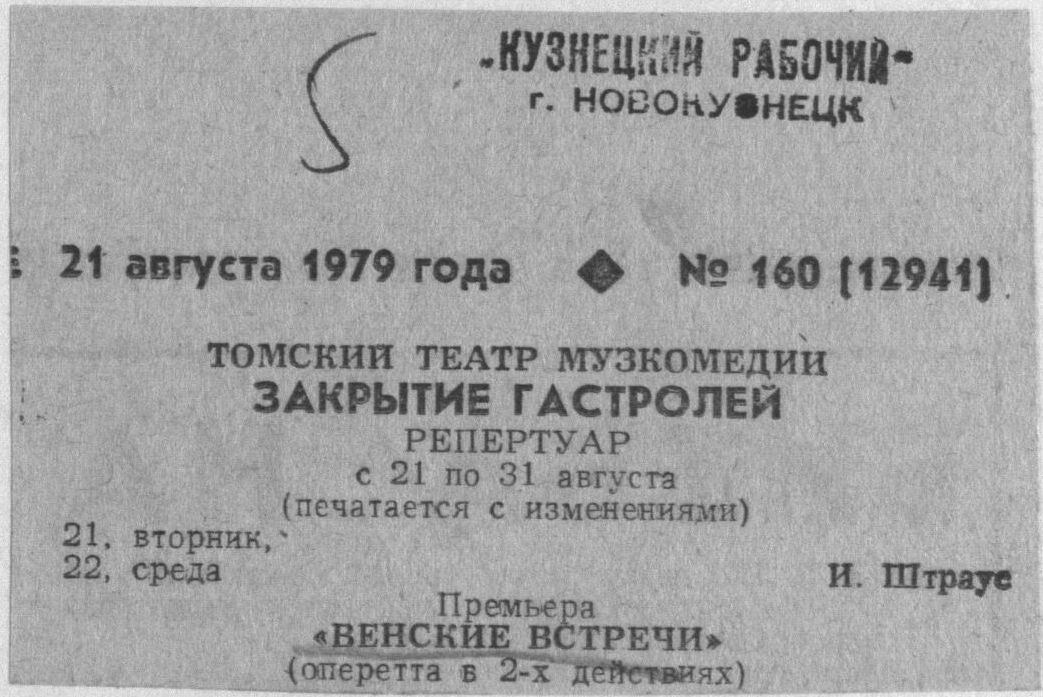 „КУЗНЕЦКИЙ РАБОЧИЙ“
г. НОВОКУЗНЕЦК
21 августа 1979 года ◆ № 160 (12941)
ТОМСКИЙ ТЕАТР МУЗКОМЕДИИ
ЗАКРЫТИЕ ГАСТРОЛЕЙ
РЕПЕРТУАР
с 21 по 31 августа
(печатается с изменениями)
21, вторник,
22, среда
И. Штраус
Премьера
«ВЕНСКИЕ ВСТРЕЧИ»
(оперетта в 2-х действиях)